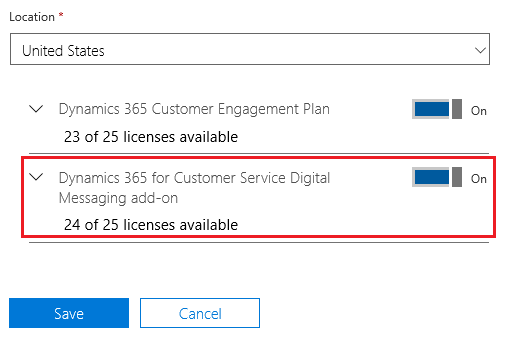 Location *
United States
Dynamics 365 Customer Engagement Plan
On
23 of 25 licenses available
Dynamics 365 for Customer Service Digital
On
Messaging add-on
24 of 25 licenses available
Save
Cancel